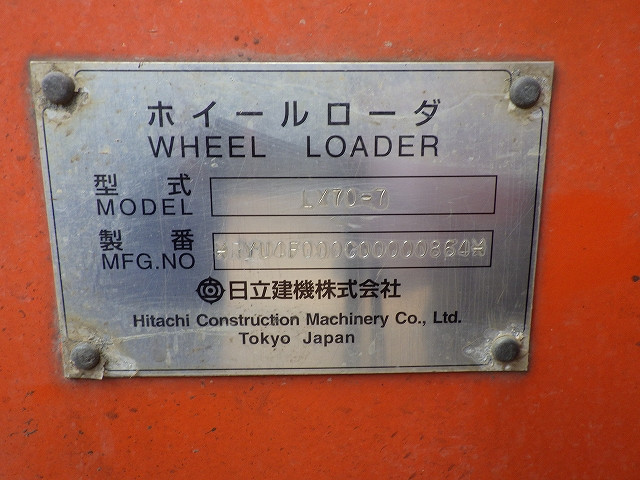 ホイールローダ
WHEEL LOADER
型式 LX70-7
MODEL
製番
MFG.NO
日立建機株式会社
Hitachi Construction Machinery Co., Ltd.
Tokyo Japan